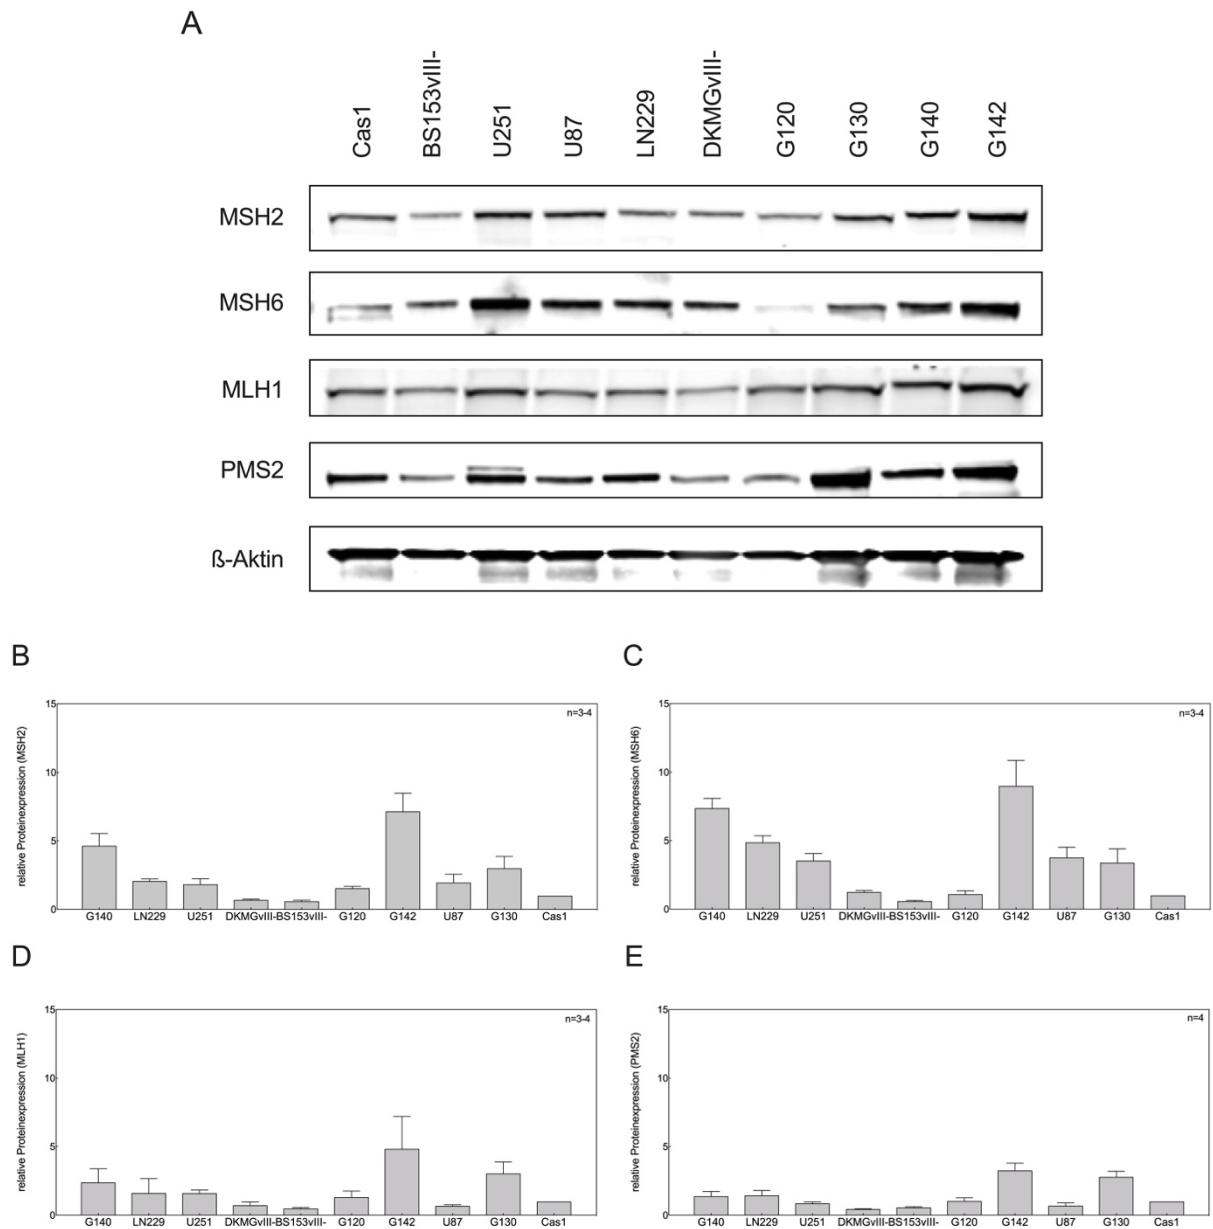 A
Cas1 BS153vIII- U251 U87 LN229 DKMGvIII- G120 G130 G140 G142
MSH2
MSH6
MLH1
PMS2
ß-Aktin
B
relative Proteinexpression (MSH2)
15
10
5
0
n=3-4
G140 LN229 U251 DKMGvIII-BS153vIII- G120 G142 U87 G130 Cas1
C
relative Proteinexpression (MSH6)
15
10
5
0
n=3-4
G140 LN229 U251 DKMGvIII-BS153vIII- G120 G142 U87 G130 Cas1
D
relative Proteinexpression (MLH1)
15
10
5
0
n=3-4
G140 LN229 U251 DKMGvIII-BS153vIII- G120 G142 U87 G130 Cas1
E
relative Proteinexpression (PMS2)
15
10
5
0
n=4
G140 LN229 U251 DKMGvIII-BS153vIII- G120 G142 U87 G130 Cas1